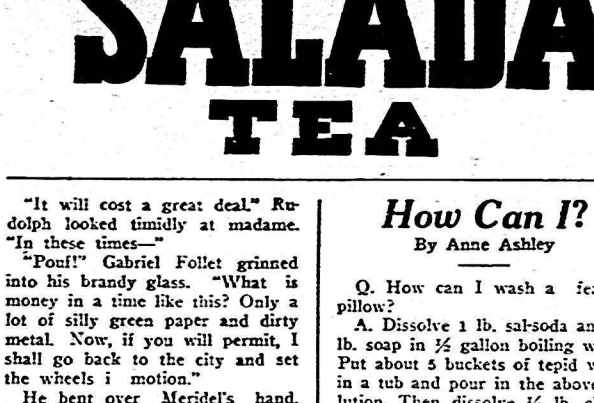 SALADA
TEA
"It will cost a great deal." Ru-
dolph looked timidly at madame.
"In these times—"
"Pouf!" Gabriel Follet grinned
into his brandy glass. "What is
money in a time like this? Only a
lot of silly green paper and dirty
metal. Now, if you will permit, I
shall go back to the city and set
the wheels i motion."
He bent over Meridel's hand.
How Can I?
By Anne Ashley
Q. How can I wash a fea
pillow?
A. Dissolve 1 lb. sal-soda an
lb. soap in ½ gallon boiling w
Put about 5 buckets of tepid w
in a tub and pour in the above
lution. Then dissolve ¼ lb.